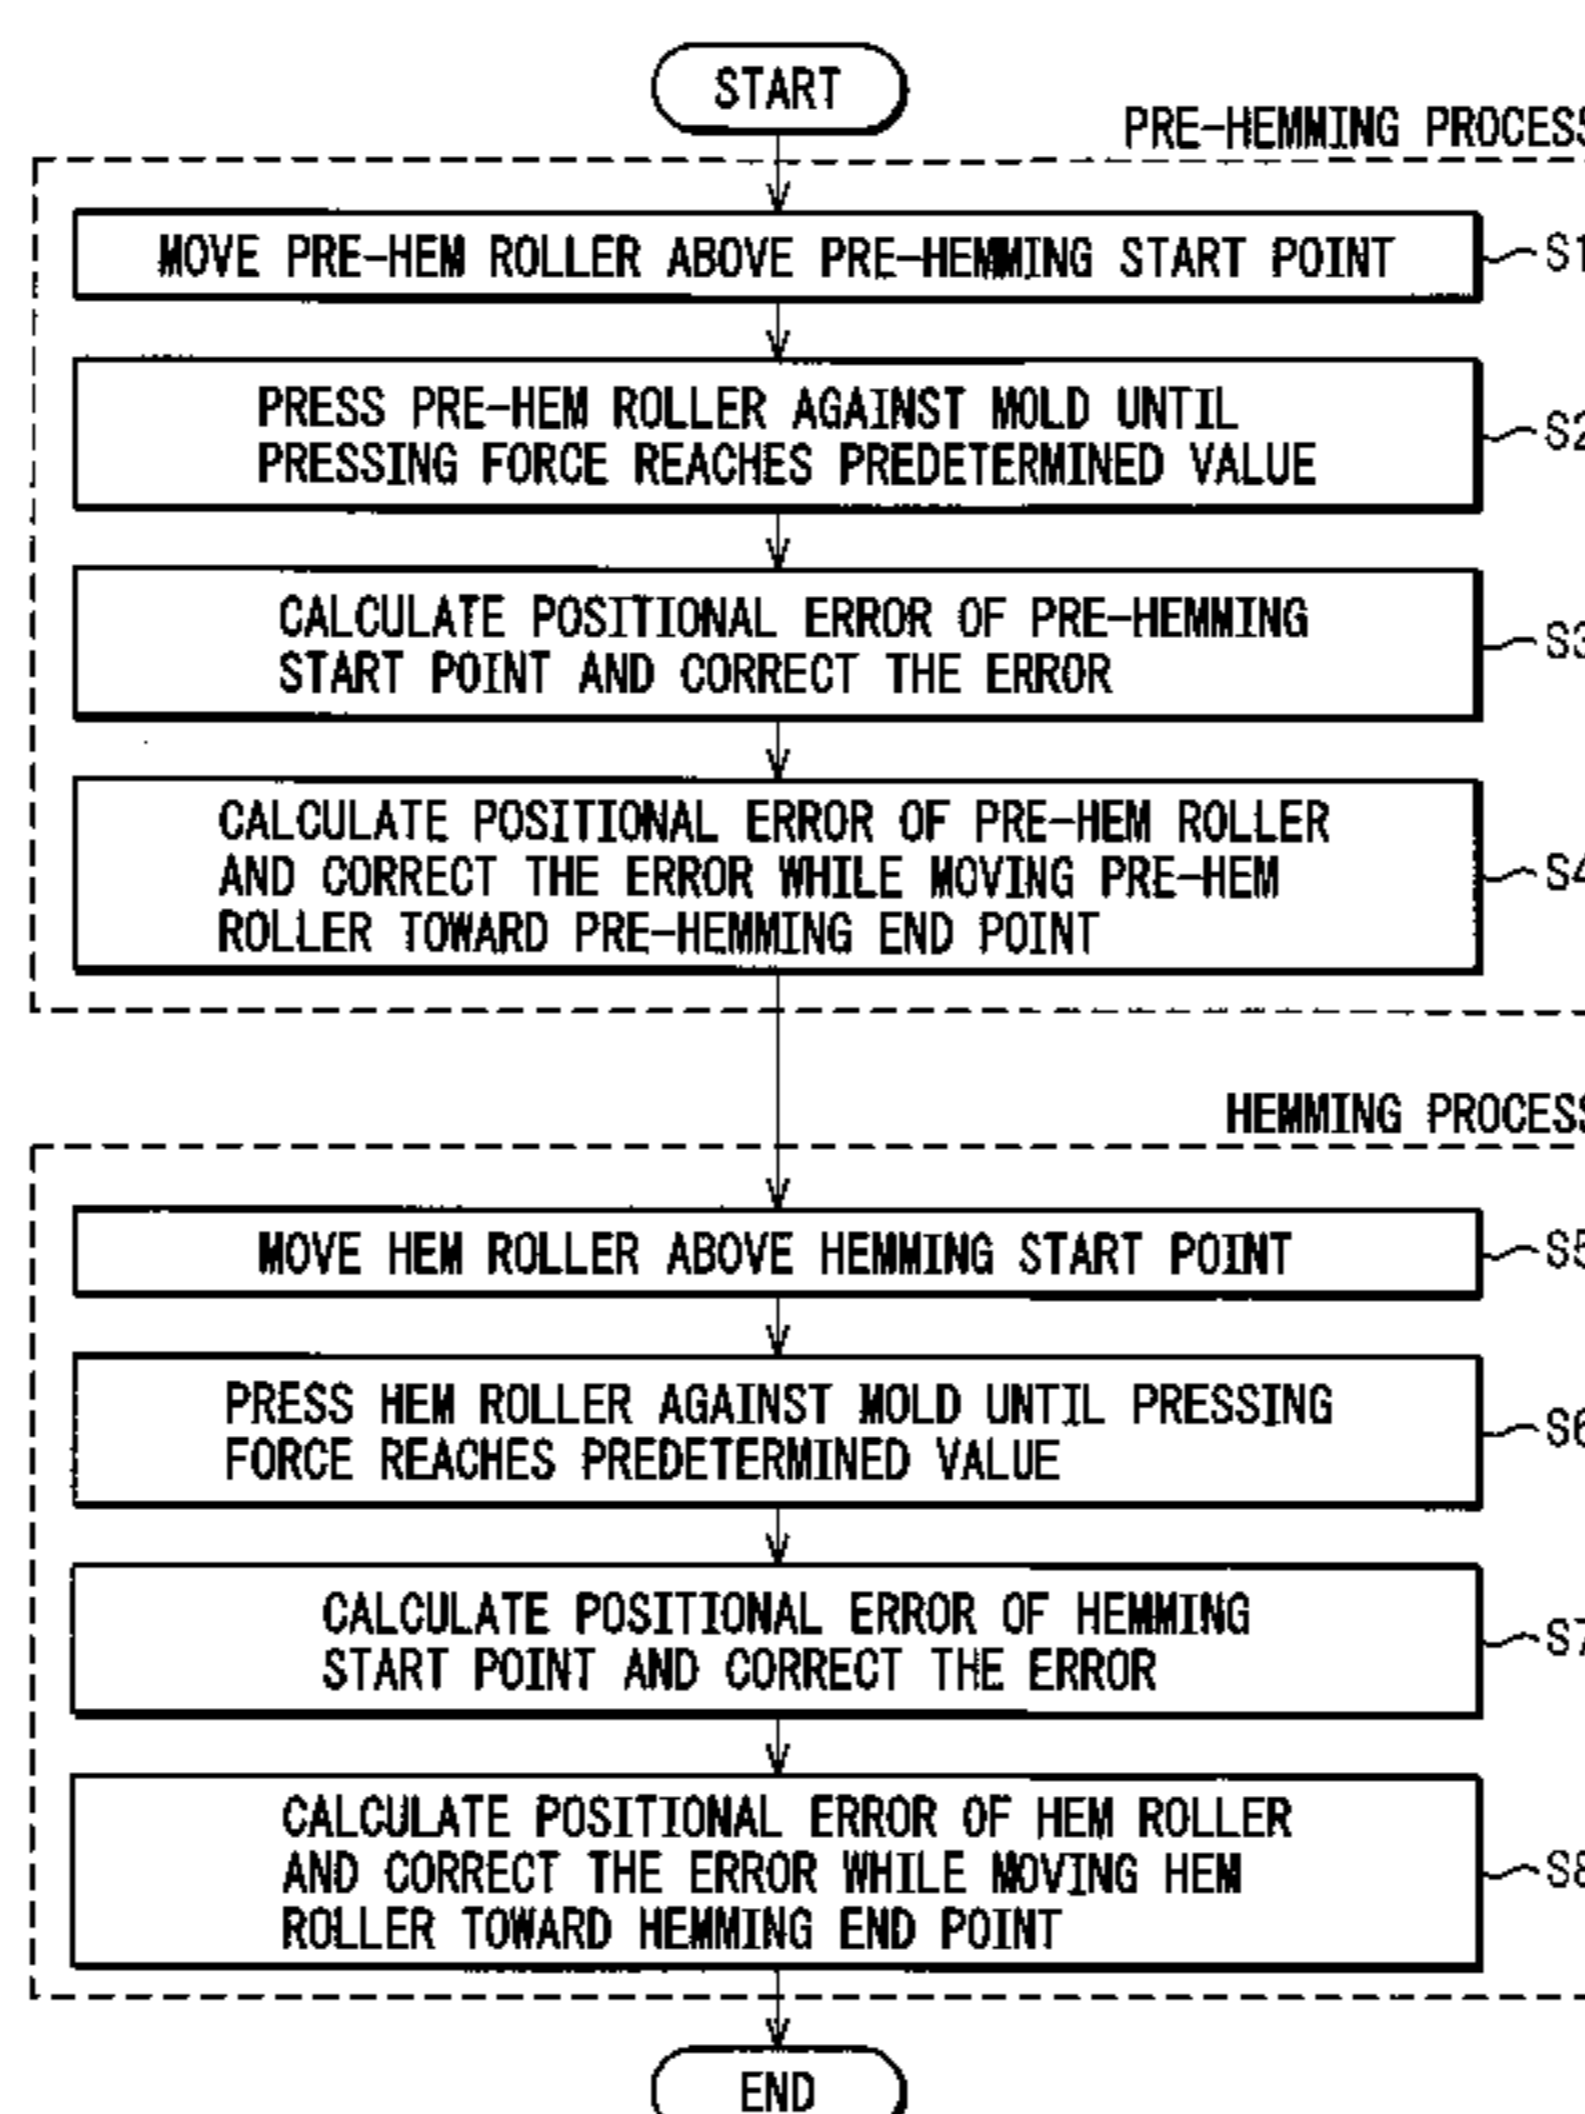 START
PRE-HEMMING PROCESS
MOVE PRE-HEM ROLLER ABOVE PRE-HEMMING START POINT
S1
PRESS PRE-HEM ROLLER AGAINST MOLD UNTIL
PRESSING FORCE REACHES PREDETERMINED VALUE
S2
CALCULATE POSITIONAL ERROR OF PRE-HEMMING
START POINT AND CORRECT THE ERROR
S3
CALCULATE POSITIONAL ERROR OF PRE-HEM ROLLER
AND CORRECT THE ERROR WHILE MOVING PRE-HEM
ROLLER TOWARD PRE-HEMMING END POINT
S4
HEMMING PROCESS
MOVE HEM ROLLER ABOVE HEMMING START POINT
S5
PRESS HEM ROLLER AGAINST MOLD UNTIL PRESSING
FORCE REACHES PREDETERMINED VALUE
S6
CALCULATE POSITIONAL ERROR OF HEMMING
START POINT AND CORRECT THE ERROR
S7
CALCULATE POSITIONAL ERROR OF HEM ROLLER
AND CORRECT THE ERROR WHILE MOVING HEM
ROLLER TOWARD HEMMING END POINT
S8
END